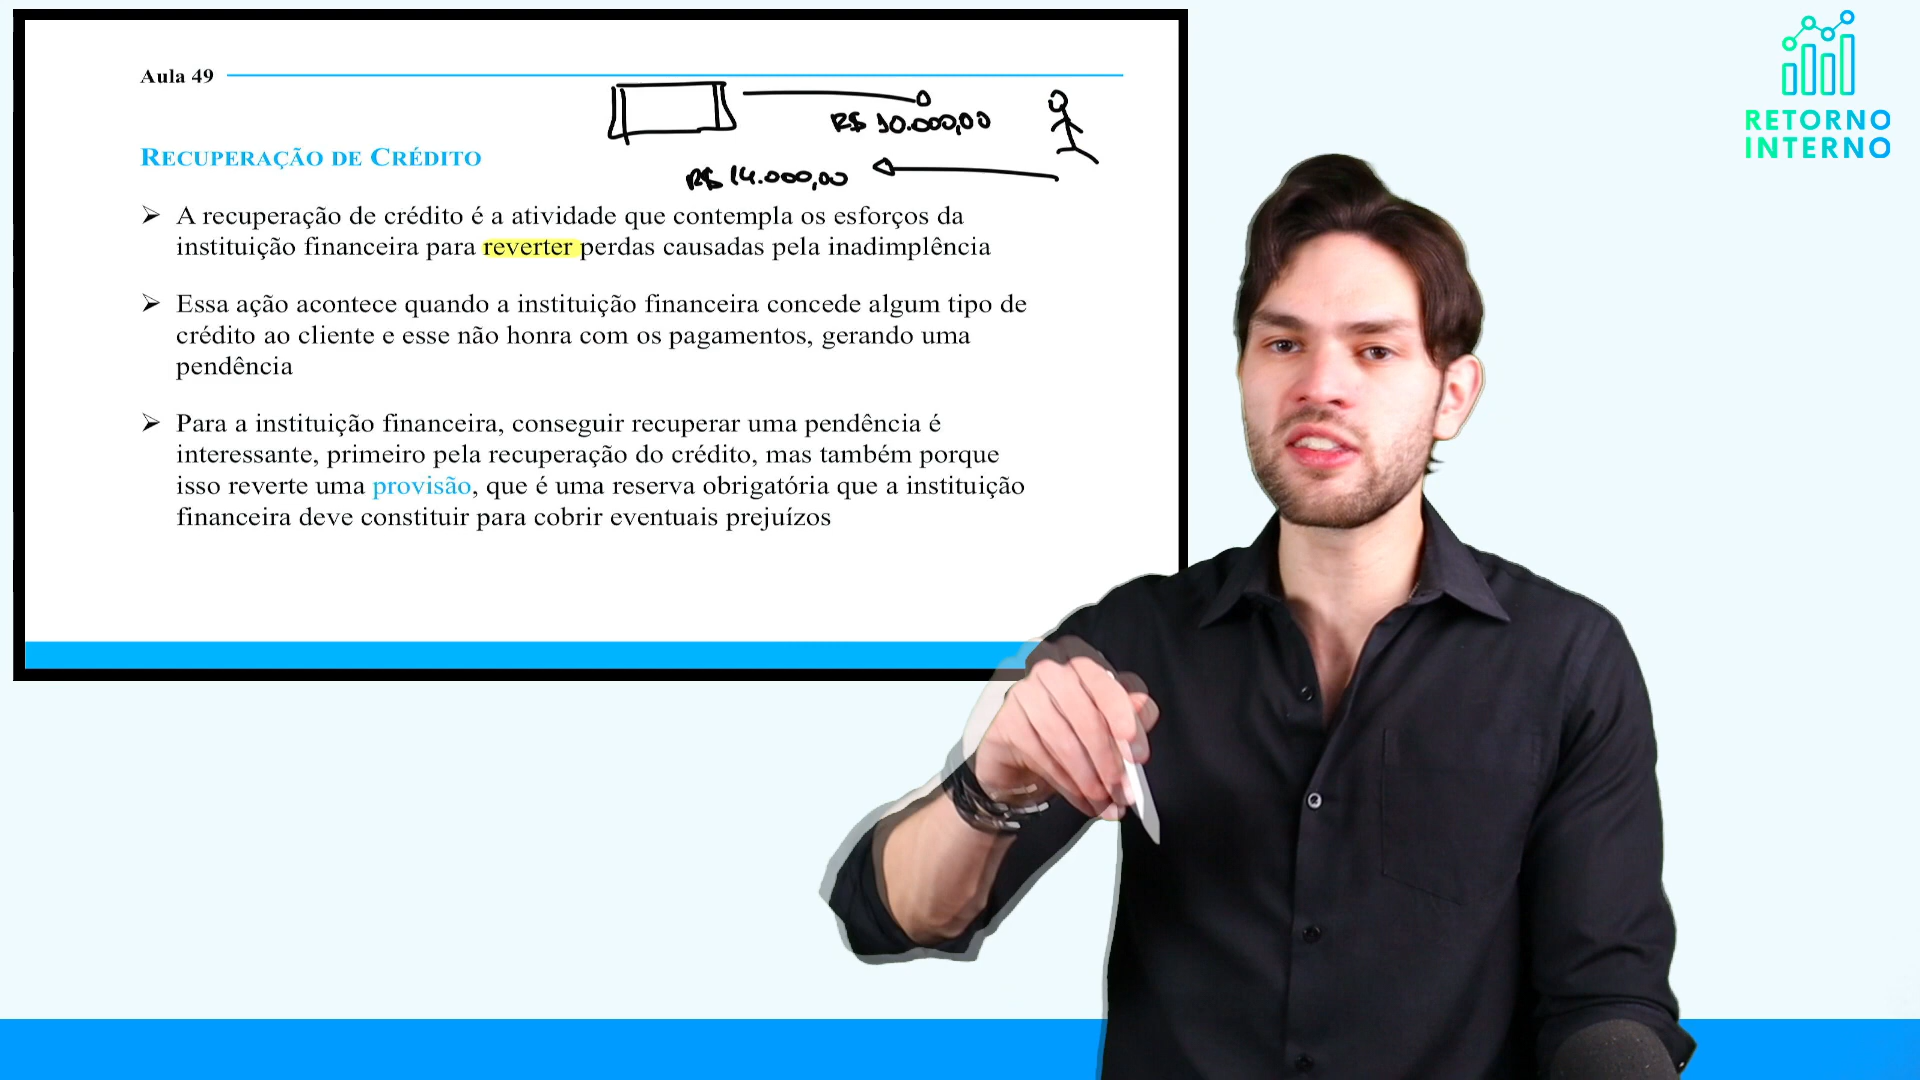 Aula 49
R$ 10.000,00
RECUPERAÇÃO DE CRÉDITO
R$ 14.000,00
➢ A recuperação de crédito é a atividade que contempla os esforços da
instituição financeira para reverter perdas causadas pela inadimplência
➢ Essa ação acontece quando a instituição financeira concede algum tipo de
crédito ao cliente e esse não honra com os pagamentos, gerando uma
pendência
➢ Para a instituição financeira, conseguir recuperar uma pendência é
interessante, primeiro pela recuperação do crédito, mas também porque
isso reverte uma provisão, que é uma reserva obrigatória que a instituição
financeira deve constituir para cobrir eventuais prejuízos
RETORNO
INTERNO